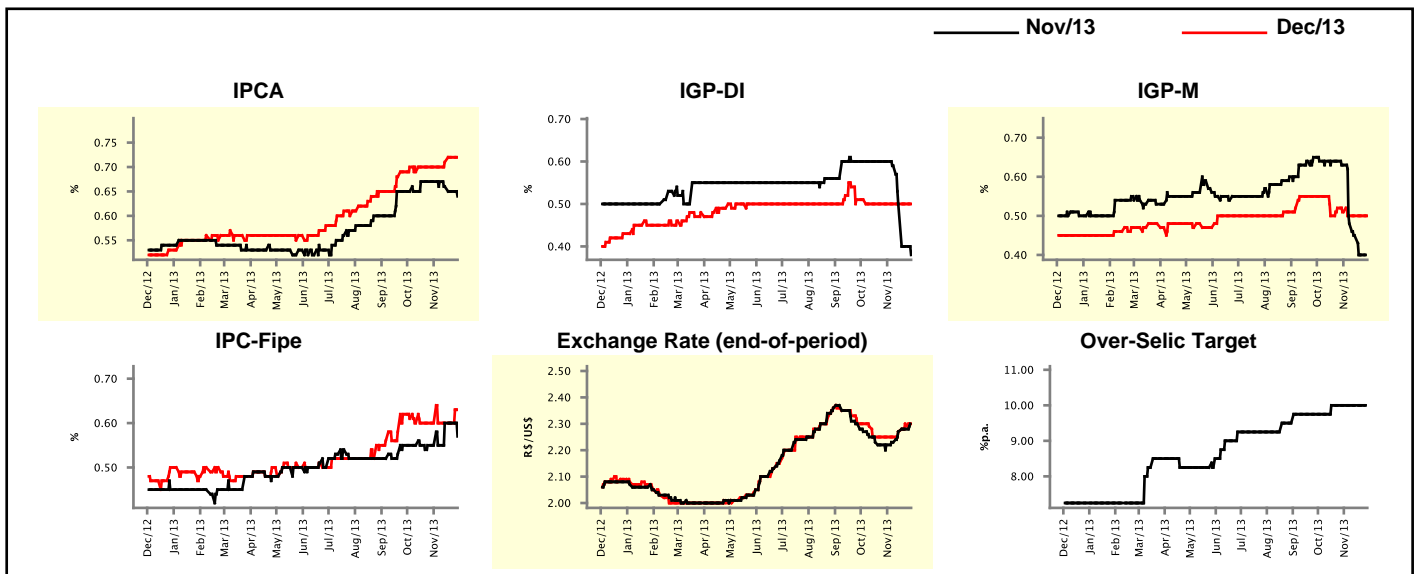 Nov/13 Dec/13
IPCA IGP-DI IGP-M
%
0.75
0.70
0.65
0.60
0.55
Dec/12 Jan/13 Feb/13 Mar/13 Apr/13 May/13 Jun/13 Jul/13 Aug/13 Sep/13 Oct/13 Nov/13
%
0.70
0.60
0.50
0.40
Dec/12 Jan/13 Feb/13 Mar/13 Apr/13 May/13 Jun/13 Jul/13 Aug/13 Sep/13 Oct/13 Nov/13
%
0.70
0.60
0.50
0.40
Dec/12 Jan/13 Feb/13 Mar/13 Apr/13 May/13 Jun/13 Jul/13 Aug/13 Sep/13 Oct/13 Nov/13
IPC-Fipe Exchange Rate (end-of-period) Over-Selic Target
%
0.70
0.60
0.50
Dec/12 Jan/13 Feb/13 Mar/13 Apr/13 May/13 Jun/13 Jul/13 Aug/13 Sep/13 Oct/13 Nov/13
R$/US$
2.50
2.40
2.30
2.20
2.10
2.00
Dec/12 Jan/13 Feb/13 Mar/13 Apr/13 May/13 Jun/13 Jul/13 Aug/13 Sep/13 Oct/13 Nov/13
%p.a.
11.00
10.00
9.00
8.00
Dec/12 Jan/13 Feb/13 Mar/13 Apr/13 May/13 Jun/13 Jul/13 Aug/13 Sep/13 Oct/13 Nov/13